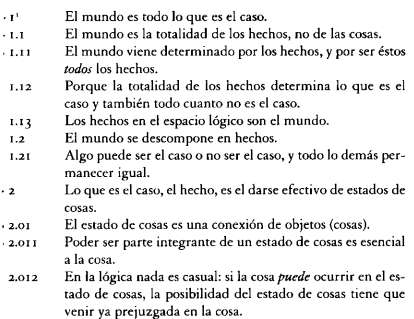 · 1¹ El mundo es todo lo que es el caso.
· 1.1 El mundo es la totalidad de los hechos, no de las cosas.
· 1.11 El mundo viene determinado por los hechos, y por ser éstos
todos los hechos.
1.12 Porque la totalidad de los hechos determina lo que es el
caso y también todo cuanto no es el caso.
1.13 Los hechos en el espacio lógico son el mundo.
1.2 El mundo se descompone en hechos.
1.21 Algo puede ser el caso o no ser el caso, y todo lo demás per-
manecer igual.
· 2 Lo que es el caso, el hecho, es el darse efectivo de estados de
cosas.
· 2.01 El estado de cosas es una conexión de objetos (cosas).
· 2.011 Poder ser parte integrante de un estado de cosas es esencial
a la cosa.
2.012 En la lógica nada es casual: si la cosa puede ocurrir en el es-
tado de cosas, la posibilidad del estado de cosas tiene que
venir ya prejuzgada en la cosa.